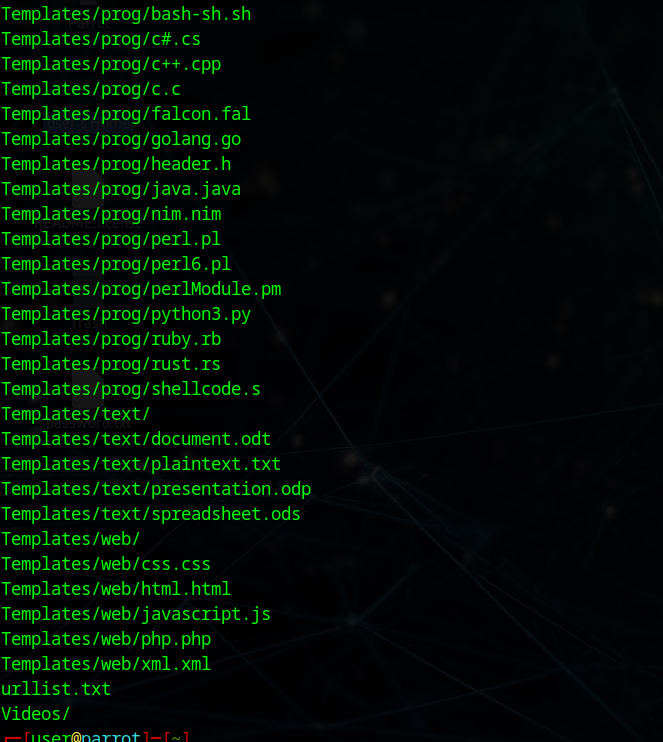 Templates/prog/bash-sh.sh
Templates/prog/c#.cs
Templates/prog/c++.cpp
Templates/prog/c.c
Templates/prog/falcon.fal
Templates/prog/golang.go
Templates/prog/header.h
Templates/prog/java.java
Templates/prog/nim.nim
Templates/prog/perl.pl
Templates/prog/perl6.pl
Templates/prog/perlModule.pm
Templates/prog/python3.py
Templates/prog/ruby.rb
Templates/prog/rust.rs
Templates/prog/shellcode.s
Templates/text/
password.txt
Templates/text/document.odt
Templates/text/plaintext.txt
Templates/text/presentation.odp
Templates/text/spreadsheet.ods
Templates/web/
Templates/web/css.css
Templates/web/html.html
Templates/web/javascript.js
Templates/web/php.php
Templates/web/xml.xml
urllist.txt
Videos/
┌─[user@parrot]─[~]